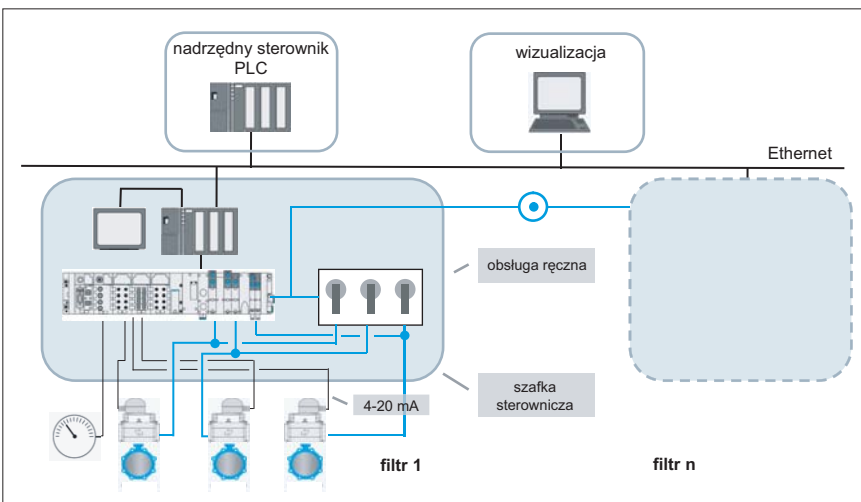 nadrzędny sterownik
PLC
wizualizacja
Ethernet
obsługa ręczna
szafka
sterownicza
4-20 mA
filtr 1
filtr n